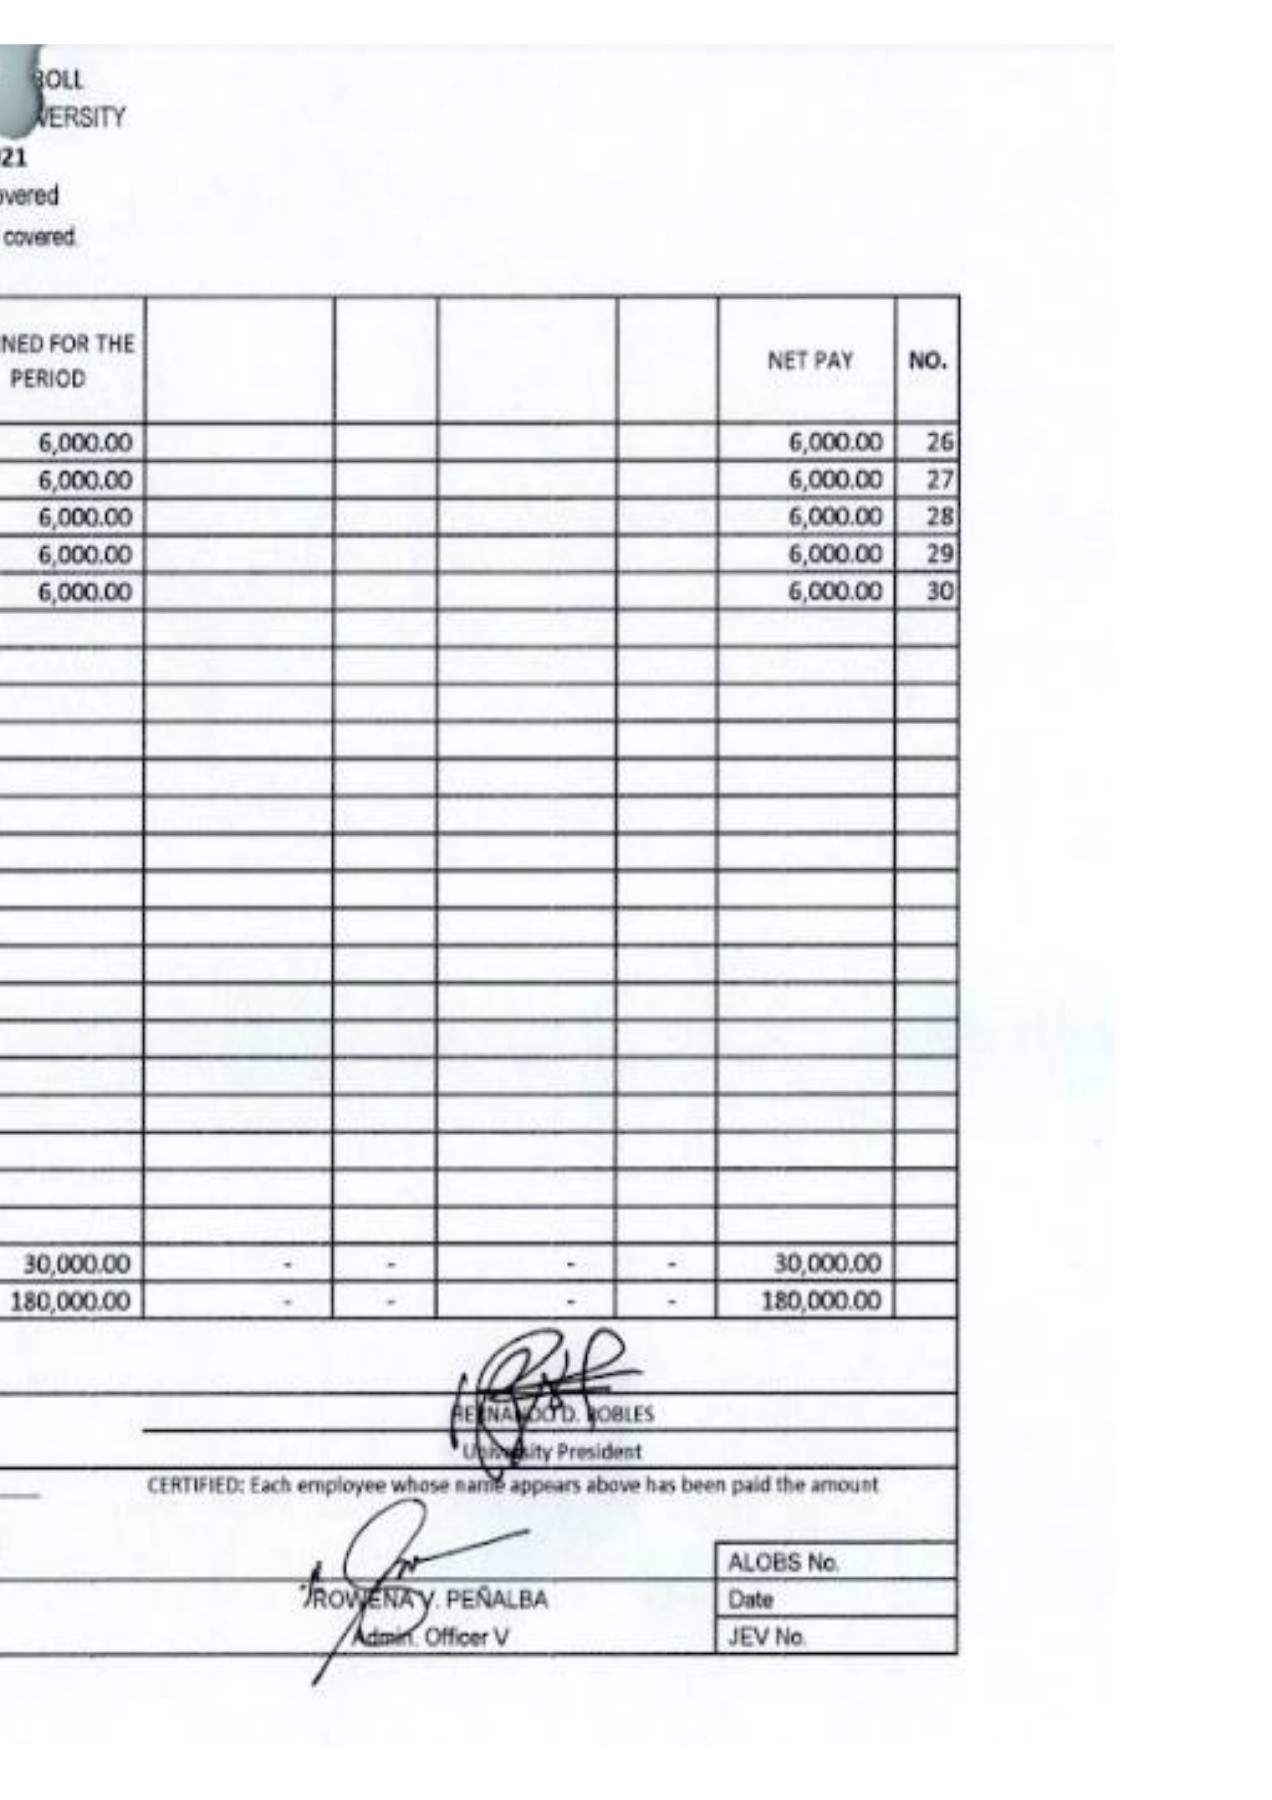 ROLL
VERSITY
21
overed
covered.
NED FOR THE PERIOD NET PAY NO.
6,000.00 6,000.00 26
6,000.00 6,000.00 27
6,000.00 6,000.00 28
6,000.00 6,000.00 29
6,000.00 6,000.00 30
30,000.00 - - - - 30,000.00
180,000.00 - - - - 180,000.00
D. ROBLES
University President
CERTIFIED: Each employee whose name appears above has been paid the amount
ALOBS No.
ROWENA V. PEÑALBA Date
Admin. Officer V JEV No.